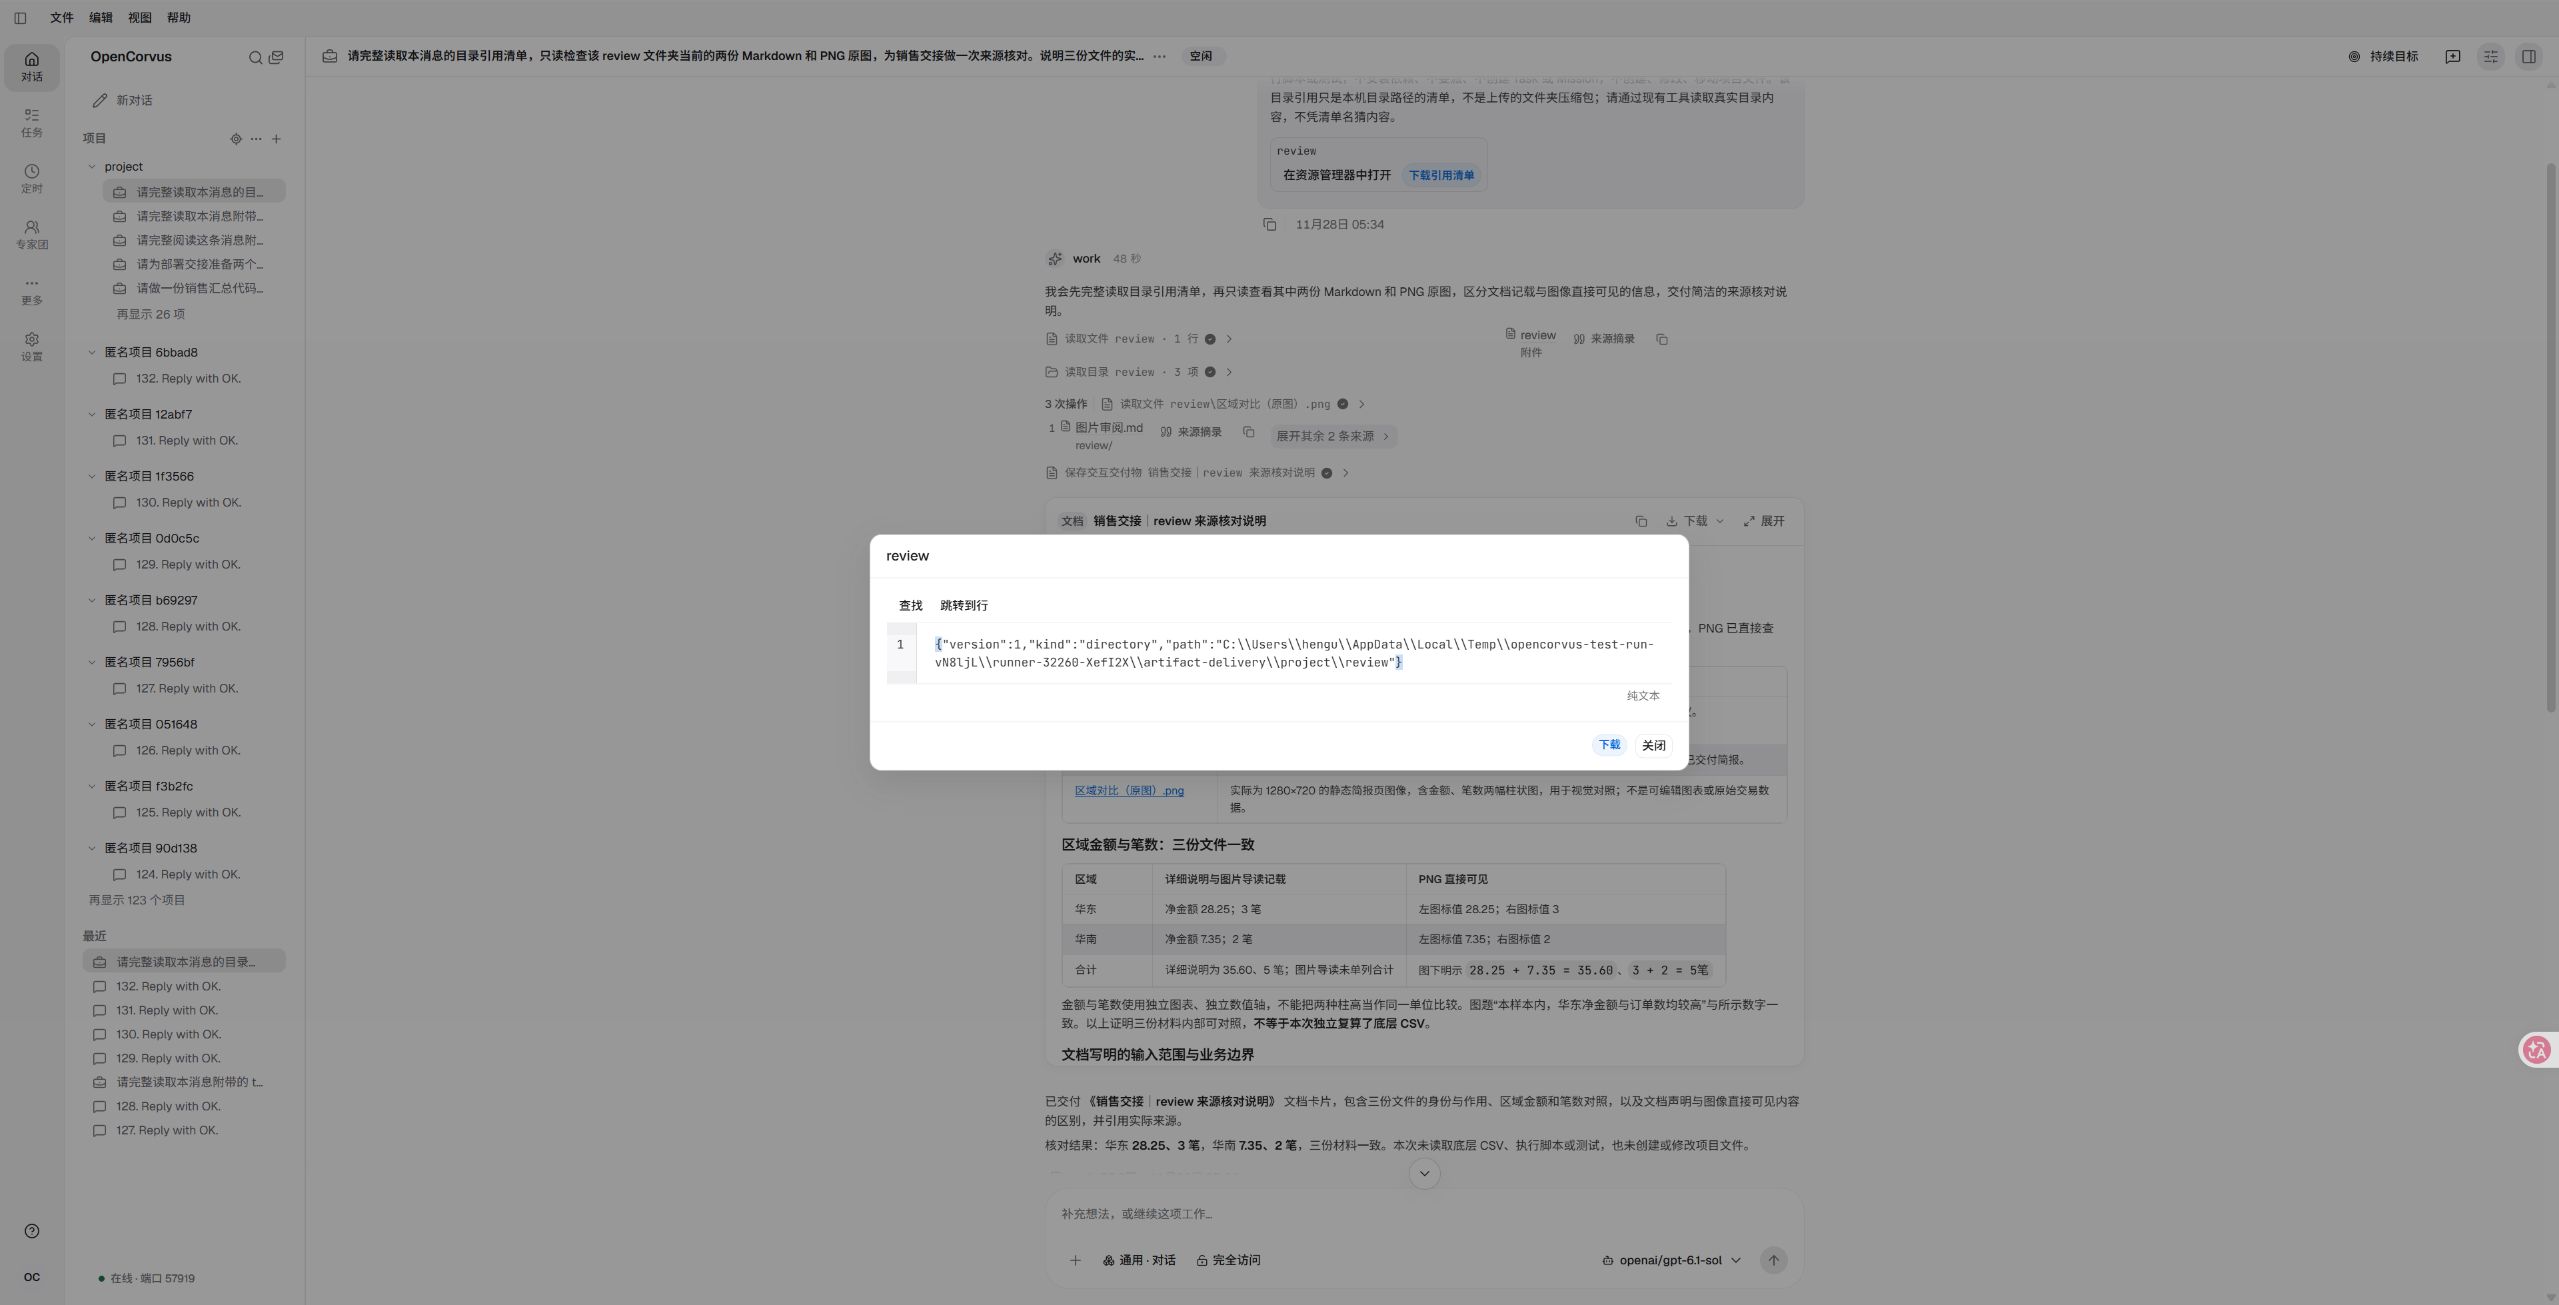 文件 编辑 视图 帮助
对话
任务
定时
专家团
更多
设置
OC
OpenCorvus
新对话
项目
project
请完整读取本消息的目...
请完整读取本消息附带...
请完整阅读这条消息附...
请为部署交接准备两个...
请做一份销售汇总代码...
再显示 26 项
匿名项目 6bbad8
132. Reply with OK.
匿名项目 12abf7
131. Reply with OK.
匿名项目 1f3566
130. Reply with OK.
匿名项目 0d0c5c
129. Reply with OK.
匿名项目 b69297
128. Reply with OK.
匿名项目 7956bf
127. Reply with OK.
匿名项目 051648
126. Reply with OK.
匿名项目 f3b2fc
125. Reply with OK.
匿名项目 90d138
124. Reply with OK.
再显示 123 个项目
最近
请完整读取本消息的目录...
132. Reply with OK.
131. Reply with OK.
130. Reply with OK.
129. Reply with OK.
请完整读取本消息附带的 t...
128. Reply with OK.
127. Reply with OK.
在线 · 端口 57919
请完整读取本消息的目录引用清单，只读检查该 review 文件夹当前的两份 Markdown 和 PNG 原图，为销售交接做一次来源核对。说明三份文件的实... 空闲 持续目标
目录引用只是本机目录路径的清单，不是上传的文件夹压缩包；请通过现有工具读取真实目录内
容，不凭清单名猜内容。
review
在资源管理器中打开 下载引用清单
11月28日 05:34
work 48 秒
我会先完整读取目录引用清单，再只读查看其中两份 Markdown 和 PNG 原图，区分文档记载与图像直接可见的信息，交付简洁的来源核对说
明。
读取文件 review · 1 行
review 来源摘录
附件
读取目录 review · 3 项
3 次操作 读取文件 review\区域对比（原图）.png
1 图片审阅.md 来源摘录 展开其余 2 条来源
review/
保存交互交付物 销售交接｜review 来源核对说明
文档 销售交接｜review 来源核对说明 下载 展开
review
查找 跳转到行
1 {"version":1,"kind":"directory","path":"C:\\Users\\hengu\\AppData\\Local\\Temp\\opencorvus-test-run-
vN8ljL\\runner-32260-XefI2X\\artifact-delivery\\project\\review"}
纯文本
下载 关闭
，PNG 已直接查
已交付简报。
区域对比（原图）.png 实际为 1280×720 的静态简报页图像，含金额、笔数两幅柱状图，用于视觉对照；不是可编辑图表或原始交易数
据。
区域金额与笔数：三份文件一致
区域 详细说明与图片导读记载 PNG 直接可见
华东 净金额 28.25；3 笔 左图标值 28.25；右图标值 3
华南 净金额 7.35；2 笔 左图标值 7.35；右图标值 2
合计 详细说明为 35.60、5 笔；图片导读未单列合计 图下明示 28.25 + 7.35 = 35.60、3 + 2 = 5笔
金额与笔数使用独立图表、独立数值轴，不能把两种柱高当作同一单位比较。图题“本样本内，华东净金额与订单数均较高”与所示数字一
致。以上证明三份材料内部可对照，不等于本次独立复算了底层 CSV。
文档写明的输入范围与业务边界
已交付《销售交接｜review 来源核对说明》 文档卡片，包含三份文件的身份与作用、区域金额和笔数对照，以及文档声明与图像直接可见内容
的区别，并引用实际来源。
核对结果：华东 28.25、3 笔，华南 7.35、2 笔，三份材料一致。本次未读取底层 CSV、执行脚本或测试，也未创建或修改项目文件。
补充想法，或继续这项工作...
通用 · 对话 完全访问 openai/gpt-6.1-sol